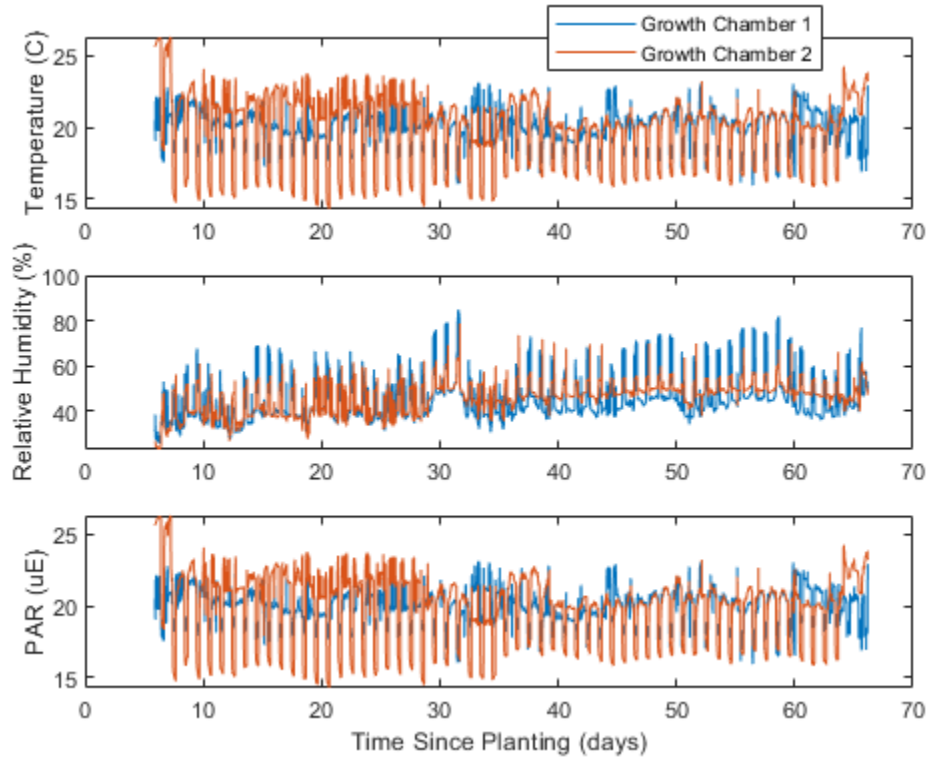 Growth Chamber 1
Growth Chamber 2
Temperature (C)
25
20
15
0 10 20 30 40 50 60 70
Relative Humidity (%)
100
80
60
40
0 10 20 30 40 50 60 70
PAR (uE)
25
20
15
0 10 20 30 40 50 60 70
Time Since Planting (days)